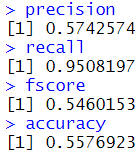 > precision
[1] 0.5742574
> recall
[1] 0.9508197
> fscore
[1] 0.5460153
> accuracy
[1] 0.5576923